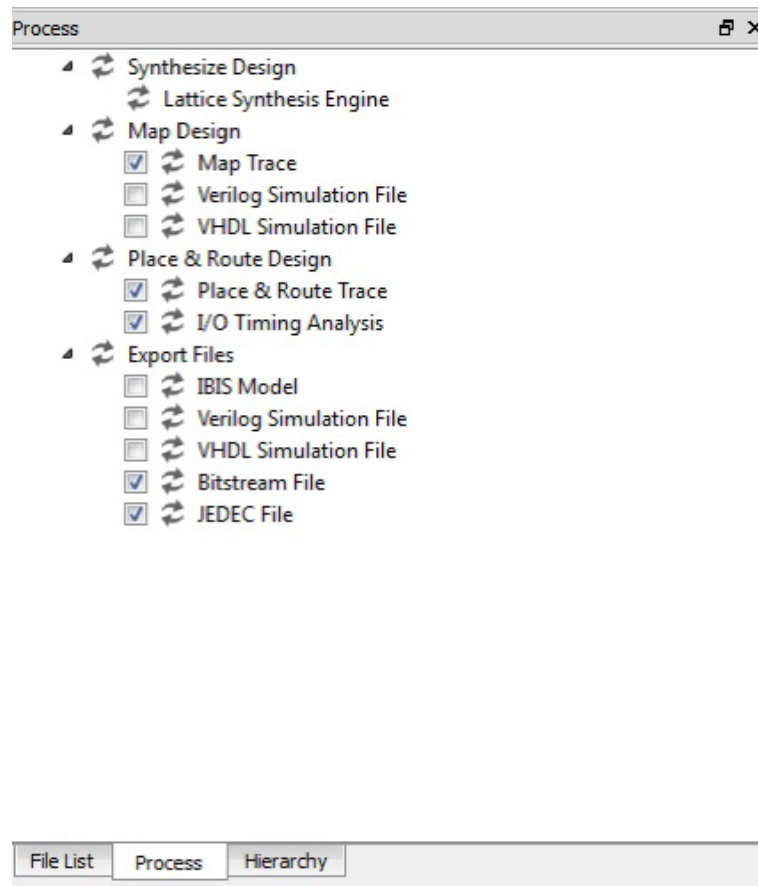 Process
Synthesize Design
Lattice Synthesis Engine
Map Design
Map Trace
Verilog Simulation File
VHDL Simulation File
Place & Route Design
Place & Route Trace
I/O Timing Analysis
Export Files
IBIS Model
Verilog Simulation File
VHDL Simulation File
Bitstream File
JEDEC File
File List Process Hierarchy